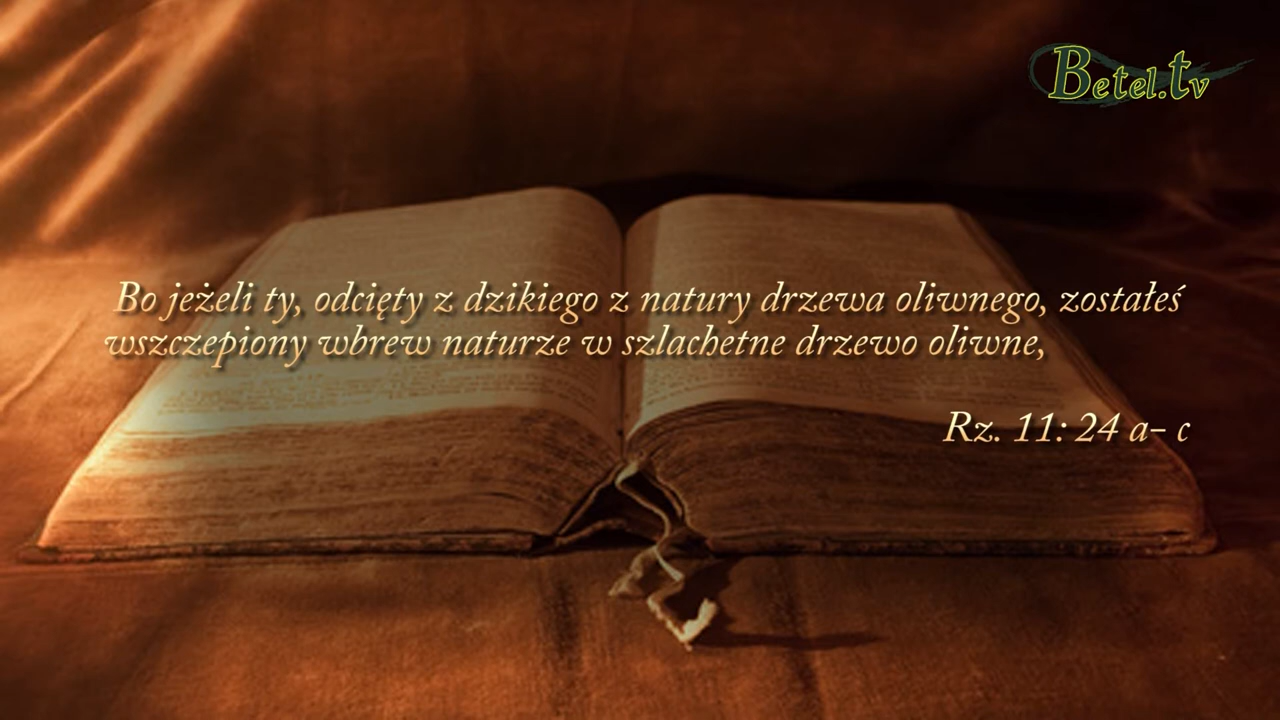 Betel.tv
Bo jeżeli ty, odcięty z dzikiego z natury drzewa oliwnego, zostałeś
wszczepiony wbrew naturze w szlachetne drzewo oliwne,
Rz. 11: 24 a- c